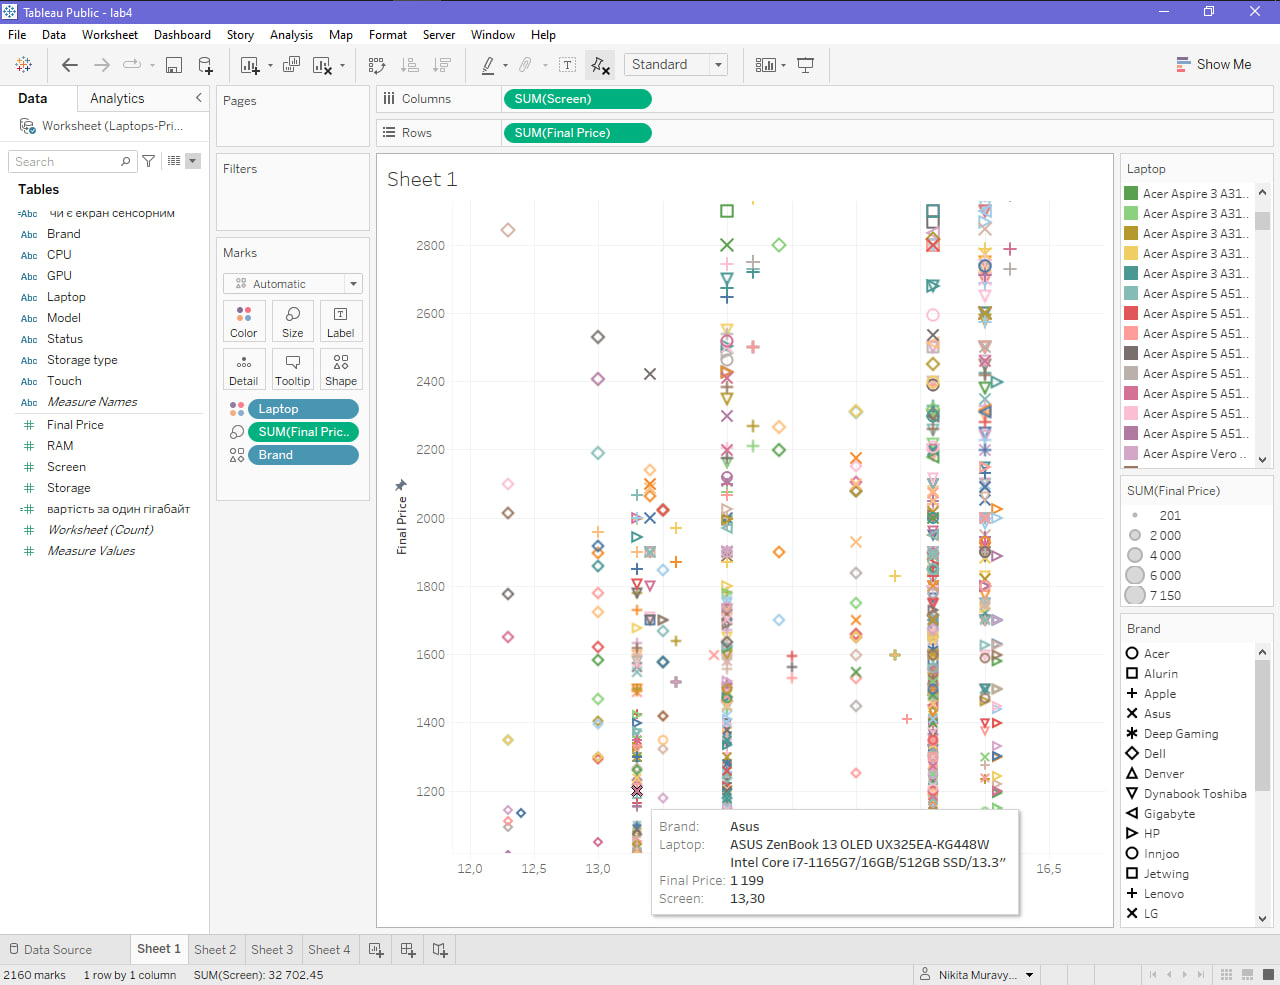 Tableau Public - lab4
File Data Worksheet Dashboard Story Analysis Map Format Server Window Help
Standard
Show Me
Data Analytics
Worksheet (Laptops-Pri...
Search
Tables
=Abc чи є екран сенсорним
Abc Brand
Abc CPU
Abc GPU
Abc Laptop
Abc Model
Abc Status
Abc Storage type
Abc Touch
Abc Measure Names
# Final Price
# RAM
# Screen
# Storage
=# вартість за один гігабайт
# Worksheet (Count)
# Measure Values
Pages
Filters
Marks
Automatic
Color Size Label
Detail Tooltip Shape
Laptop
SUM(Final Pric..
Brand
Columns SUM(Screen)
Rows SUM(Final Price)
Sheet 1
Final Price
2800
2600
2400
2200
2000
1800
1600
1400
1200
12,0 12,5 13,0 16,5
Brand: Asus
Laptop: ASUS ZenBook 13 OLED UX325EA-KG448W
Intel Core i7-1165G7/16GB/512GB SSD/13.3”
Final Price: 1 199
Screen: 13,30
Laptop
Acer Aspire 3 A31..
Acer Aspire 3 A31..
Acer Aspire 3 A31..
Acer Aspire 3 A31..
Acer Aspire 3 A31..
Acer Aspire 5 A51..
Acer Aspire 5 A51..
Acer Aspire 5 A51..
Acer Aspire 5 A51..
Acer Aspire 5 A51..
Acer Aspire 5 A51..
Acer Aspire 5 A51..
Acer Aspire 5 A51..
Acer Aspire Vero ..
SUM(Final Price)
201
2 000
4 000
6 000
7 150
Brand
Acer
Alurin
Apple
Asus
Deep Gaming
Dell
Denver
Dynabook Toshiba
Gigabyte
HP
Innjoo
Jetwing
Lenovo
LG
Data Source Sheet 1 Sheet 2 Sheet 3 Sheet 4
2160 marks 1 row by 1 column SUM(Screen): 32 702.45
Nikita Muravy...